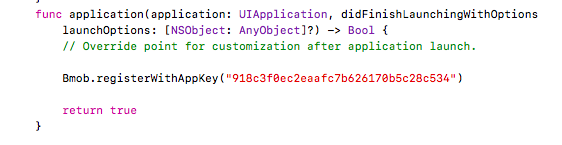 func application(application: UIApplication, didFinishLaunchingWithOptions
launchOptions: [NSObject: AnyObject]?) -> Bool {
// Override point for customization after application launch.
Bmob.registerWithAppKey("918c3f0ec2eaafc7b626170b5c28c534")
return true
}